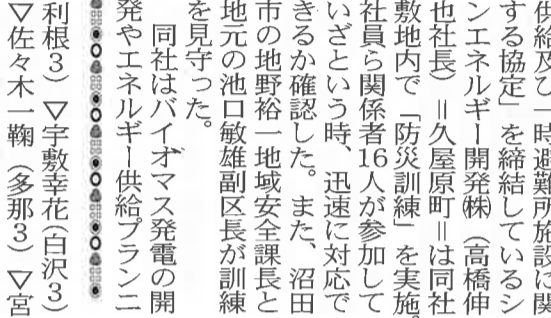 供給及び一時避難所施設に関
する協定」を締結しているシ
ンエネルギー開発㈱（高橋伸
也社長）＝久屋原町＝は同社
敷地内で「防災訓練」を実施。
社員ら関係者16人が参加して
いざという時、迅速に対応で
きるか確認した。また、沼田
市の地野裕一地域安全課長と
地元の池口敏雄副区長が訓練
を見守った。
同社はバイオマス発電の開
発やエネルギー供給プランニ
利根3）▽宇敷幸花（白沢3）
▽佐々木一鞠（多那3）▽宮